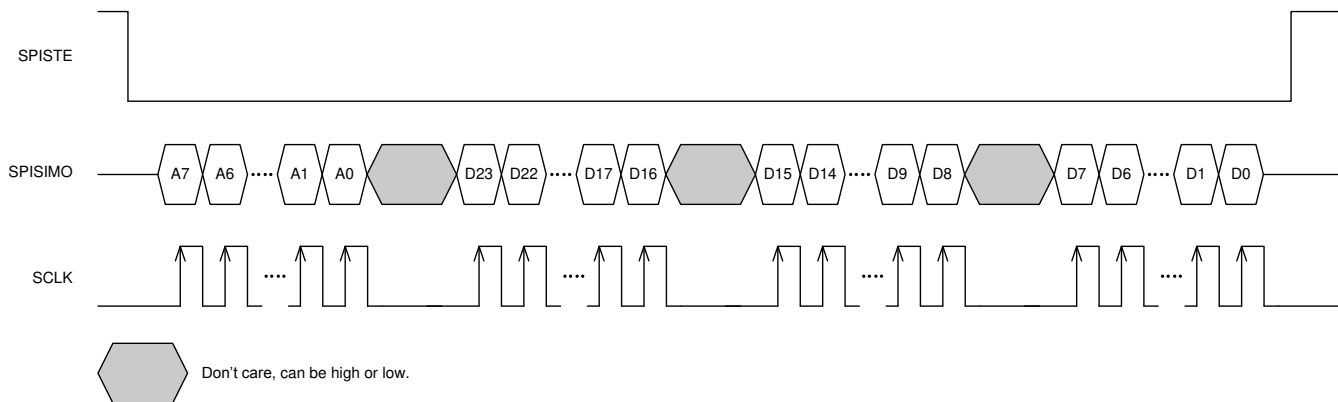 SPISTE
SPISIMO A7 A6 .... A1 A0 D23 D22 .... D17 D16 D15 D14 .... D9 D8 D7 D6 .... D1 D0
SCLK .... .... .... ....
Don't care, can be high or low.